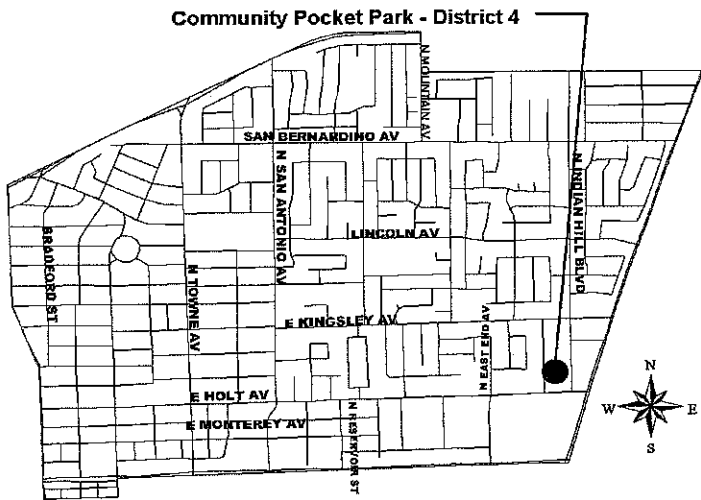 Community Pocket Park - District 4
N MOUNTAIN AV
SAN BERNARDINO AV
N SAN ANTONIO AV
N INDIAN HILL BLVD
LINCOLN AV
BRADFORD ST
N TOWNE AV
E KINGSLEY AV
N EAST END AV
E HOLT AV
E MONTEREY AV
N RESERVOIR ST
N
W
E
S